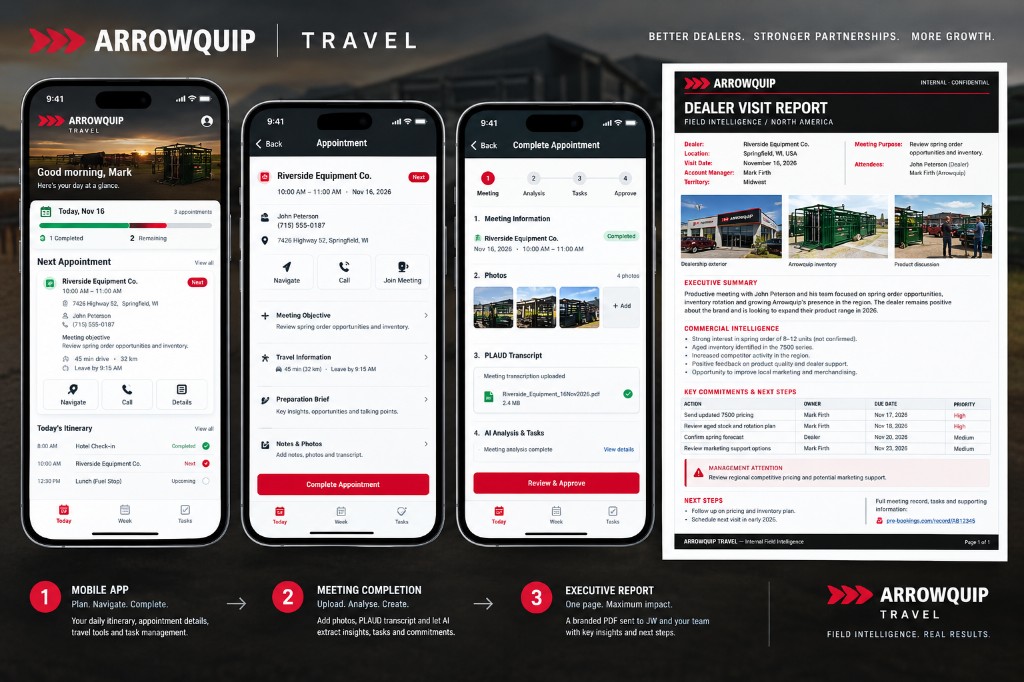 ARROWQUIP | TRAVEL
BETTER DEALERS. STRONGER PARTNERSHIPS. MORE GROWTH.
9:41
ARROWQUIP
TRAVEL
Good morning, Mark
Here's your day at a glance.
Today, Nov 16
3 appointments
1 Completed
2 Remaining
Next Appointment
View all
Riverside Equipment Co.
Next
10:00 AM – 11:00 AM
7426 Highway 52, Springfield, WI
John Peterson
(715) 555-0187
Meeting objective
Review spring order opportunities and inventory.
45 min drive • 32 km
Leave by 9:15 AM
Navigate
Call
Details
Today's Itinerary
View all
8:00 AM Hotel Check-in Completed
10:00 AM Riverside Equipment Co. Next
12:30 PM Lunch (Fuel Stop) Upcoming
Today
Week
Tasks
9:41
Back
Appointment
Riverside Equipment Co.
Next
10:00 AM – 11:00 AM • Nov 16, 2026
John Peterson
(715) 555-0187
7426 Highway 52, Springfield, WI
Navigate
Call
Join Meeting
Meeting Objective
Review spring order opportunities and inventory.
Travel Information
45 min (32 km) • Leave by 9:15 AM
Preparation Brief
Key insights, opportunities and talking points.
Notes & Photos
Add notes, photos and transcript.
Complete Appointment
Today
Week
Tasks
9:41
Back
Complete Appointment
1
2
3
4
Meeting
Analysis
Tasks
Approve
1. Meeting Information
Riverside Equipment Co.
Completed
Nov 16, 2026 • 10:00 AM – 11:00 AM
2. Photos
4 photos
+ Add
3. PLAUD Transcript
Meeting transcription uploaded
Riverside_Equipment_16Nov2025.pdf
2.4 MB
4. AI Analysis & Tasks
Meeting analysis complete
View details
Review & Approve
Today
Week
Tasks
ARROWQUIP
INTERNAL - CONFIDENTIAL
DEALER VISIT REPORT
FIELD INTELLIGENCE / NORTH AMERICA
Dealer: Riverside Equipment Co.
Location: Springfield, WI, USA
Visit Date: November 16, 2026
Account Manager: Mark Firth
Territory: Midwest
Meeting Purpose: Review spring order
opportunities and inventory.
Attendees: John Peterson (Dealer)
Mark Firth (Arrowquip)
ARROWQUIP
Dealership exterior
Arrowquip inventory
Product discussion
EXECUTIVE SUMMARY
Productive meeting with John Peterson and his team focused on spring order opportunities,
inventory rotation and growing Arrowquip's presence in the region. The dealer remains positive
about the brand and is looking to expand their product range in 2026.
COMMERCIAL INTELLIGENCE
• Strong interest in spring order of 8–12 units (not confirmed).
• Aged inventory identified in the 7500 series.
• Increased competitor activity in the region.
• Positive feedback on product quality and dealer support.
• Opportunity to improve local marketing and merchandising.
KEY COMMITMENTS & NEXT STEPS
ACTION OWNER DUE DATE PRIORITY
Send updated 7500 pricing Mark Firth Nov 17, 2026 High
Review aged stock and rotation plan Mark Firth Nov 18, 2026 High
Confirm spring forecast Dealer Nov 20, 2026 Medium
Review marketing support options Mark Firth Nov 23, 2026 Medium
MANAGEMENT ATTENTION
Review regional competitive pricing and potential marketing support.
NEXT STEPS
• Follow up on pricing and inventory plan.
• Schedule next visit in early 2025.
Full meeting record, tasks and supporting
information:
pro-bookings.com/record/AB12345
ARROWQUIP TRAVEL — Internal Field Intelligence
Page 1 of 1
1
MOBILE APP
Plan. Navigate. Complete.
Your daily itinerary, appointment details,
travel tools and task management.
2
MEETING COMPLETION
Upload. Analyse. Create.
Add photos, PLAUD transcript and let AI
extract insights, tasks and commitments.
3
EXECUTIVE REPORT
One page. Maximum impact.
A branded PDF sent to JW and your team
with key insights and next steps.
ARROWQUIP
TRAVEL
FIELD INTELLIGENCE. REAL RESULTS.